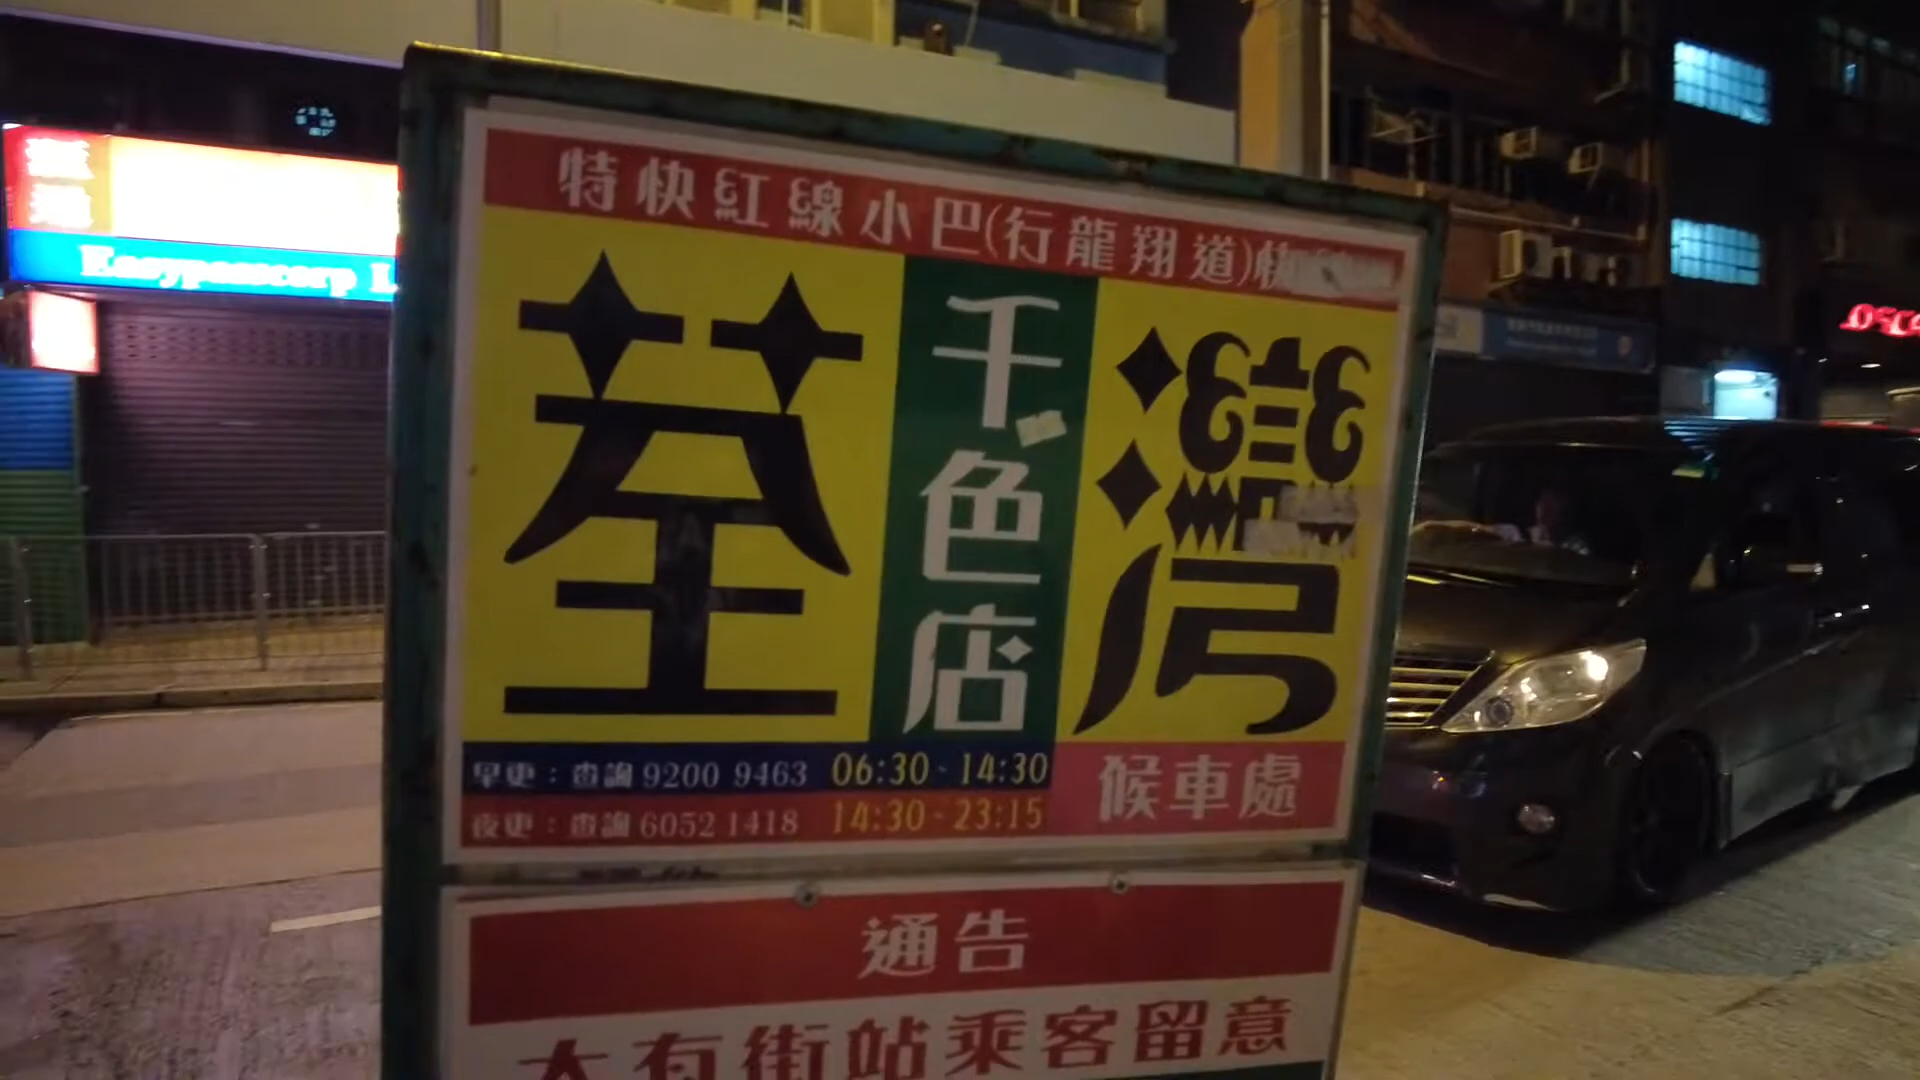 特快紅線小巴(行龍翔道)
荃灣
千色店
早更：查詢 9200 9463 06:30 - 14:30
夜更：查詢 6052 1418 14:30 - 23:15
候車處
通告
大有街站乘客留意
Easypasscorp L